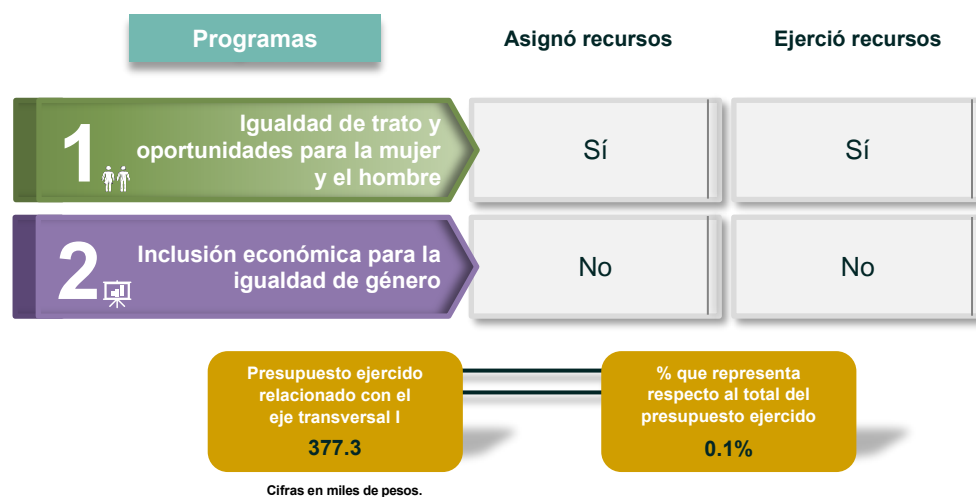 Programas
Asignó recursos
Ejerció recursos
1
Igualdad de trato y
oportunidades para la mujer
y el hombre
Sí
Sí
2
Inclusión económica para la
igualdad de género
No
No
Presupuesto ejercido
relacionado con el
eje transversal I
377.3
% que representa
respecto al total del
presupuesto ejercido
0.1%
Cifras en miles de pesos.